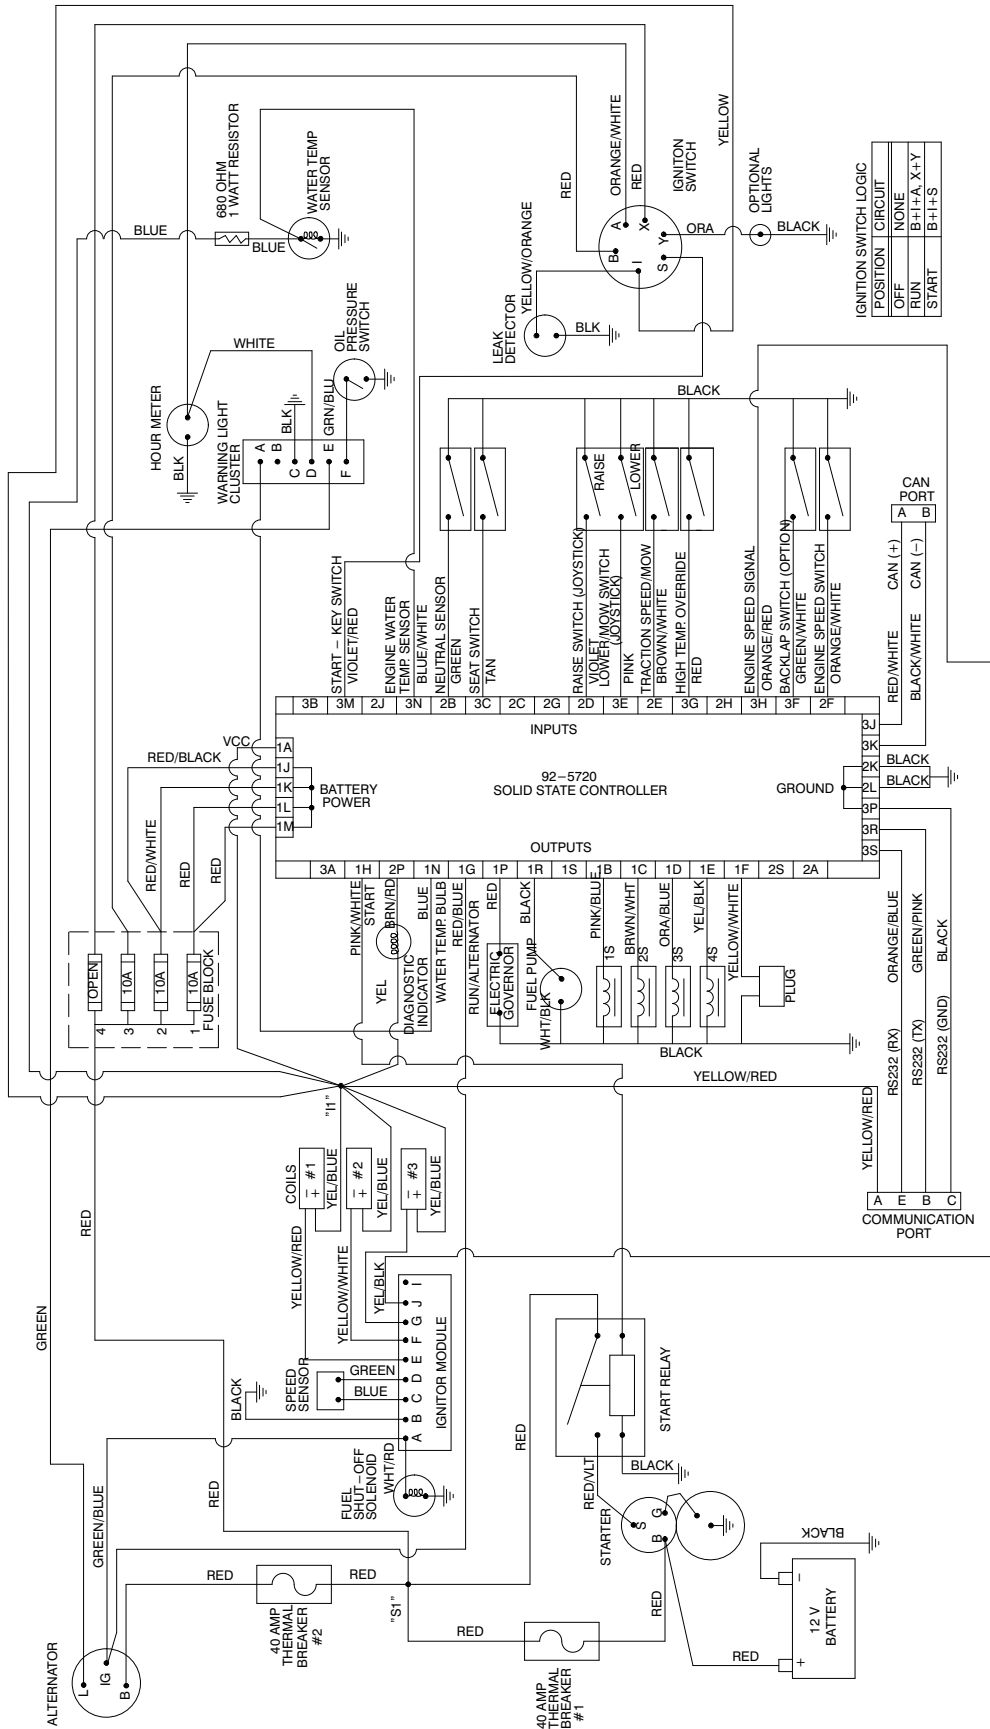 YELLOW
BLUE
680 OHM
1 WATT RESISTOR
BLUE
WATER TEMP
SENSOR
RED
ORANGE/WHITE
RED
B
A
X
I
S
Y
IGNITON
SWITCH
ORA
OPTIONAL
LIGHTS
BLACK
IGNITION SWITCH LOGIC
POSITION
CIRCUIT
OFF
NONE
RUN
B+I+A, X+Y
START
B+I+S
YELLOW/ORANGE
LEAK
DETECTOR
BLK
HOUR METER
BLK
WHITE
WARNING LIGHT
CLUSTER
A
B
C
D
E
F
BLK
GRN/BLU
OIL
PRESSURE
SWITCH
BLACK
RAISE
LOWER
START – KEY SWITCH
VIOLET/RED
ENGINE WATER
TEMP. SENSOR
BLUE/WHITE
NEUTRAL SENSOR
GREEN
SEAT SWITCH
TAN
RAISE SWITCH (JOYSTICK)
VIOLET
LOWER/MOW SWITCH
(JOYSTICK)
PINK
TRACTION SPEED/MOW
BROWN/WHITE
HIGH TEMP. OVERRIDE
RED
ENGINE SPEED SIGNAL
ORANGE/RED
BACKLAP SWITCH (OPTION)
GREEN/WHITE
ENGINE SPEED SWITCH
ORANGE/WHITE
CAN
PORT
A
B
CAN (+)
CAN (–)
RED/WHITE
BLACK/WHITE
3B
3M
2J
3N
2B
3C
2C
2G
2D
3E
2E
3G
2H
3H
3F
2F
INPUTS
92–5720
SOLID STATE CONTROLLER
OUTPUTS
VCC
1A
1J
1K
1L
1M
BATTERY
POWER
GROUND
3J
3K
2K
2L
3P
3R
3S
BLACK
BLACK
RED/BLACK
RED/WHITE
RED
RED
3A
1H
2P
1N
1G
1P
1R
1S
1B
1C
1D
1E
1F
2S
2A
OPEN
10A
10A
10A
4
3
2
1
FUSE BLOCK
PINK/WHITE
START
BRN/RD
YEL
DIAGNOSTIC
INDICATOR
BLUE
WATER TEMP. BULB
RED/BLUE
RUN/ALTERNATOR
RED
ELECTRIC
GOVERNOR
BLACK
FUEL PUMP
WHT/BLK
PINK/BLUE
1S
BRWN/WHT
2S
ORA/BLUE
3S
YEL/BLK
4S
YELLOW/WHITE
PLUG
BLACK
ORANGE/BLUE
GREEN/PINK
BLACK
RS232 (RX)
RS232 (TX)
RS232 (GND)
YELLOW/RED
YELLOW/RED
A
E
B
C
COMMUNICATION
PORT
"I1"
COILS
– + #1
YEL/BLUE
– + #2
YEL/BLUE
– + #3
YEL/BLUE
RED
GREEN
YELLOW/RED
YELLOW/WHITE
YEL/BLK
SPEED
SENSOR
GREEN
BLUE
BLACK
I
J
G
F
E
D
C
B
A
IGNITOR MODULE
WHT/RD
FUEL
SHUT–OFF
SOLENOID
GREEN/BLUE
RED
RED
START RELAY
BLACK
RED/VLT
STARTER
S
G
B
ALTERNATOR
L
IG
B
RED
RED
40 AMP
THERMAL
BREAKER
#2
"S1"
RED
40 AMP
THERMAL
BREAKER
#1
RED
RED
BLACK
–
+
12 V
BATTERY